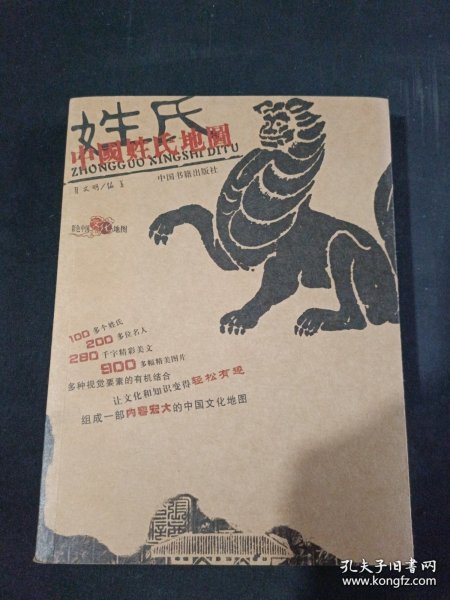 姓氏
中國姓氏地圖
ZHONGGUO XINGSHI DITU
中国书籍出版社
地图
100 多个姓氏
200 多位名人
280 千字精彩美文
900 多幅精美图片
多种视觉要素的有机结合
让文化和知识变得轻松有趣
组成一部内容宏大的中国文化地图
孔夫子旧书网
www.kongfz.com